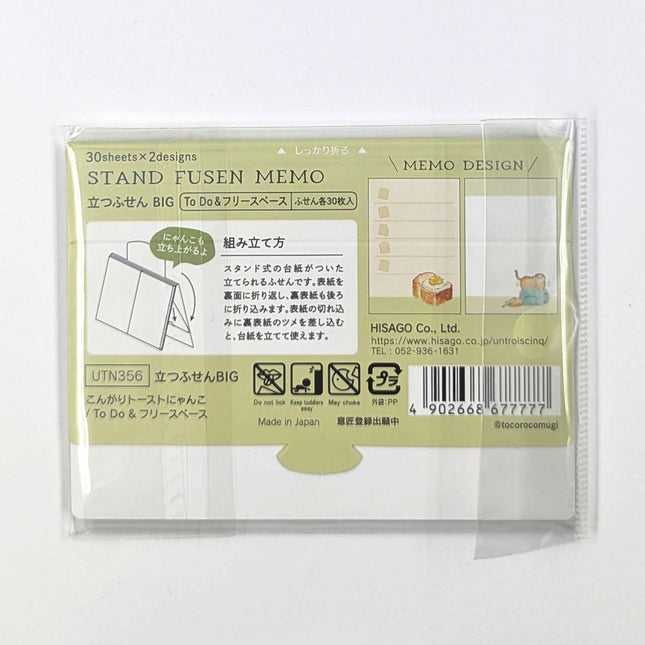 ▲ しっかり折る ▲
30sheets×2designs
STAND FUSEN MEMO
立つふせん BIG To Do&フリースペース ふせん各30枚入
にゃんこも
立ち上がるよ
組み立て方
スタンド式の台紙がついた
立てられるふせんです。表紙を
裏面に折り返し、裏表紙も後ろ
に折り込みます。表紙の切れ込
みに裏表紙のツメを差し込む
と、台紙を立てて使えます。
MEMO DESIGN
HISAGO Co., Ltd.
https://www.hisago.co.jp/untroiscinq/
TEL : 052-936-1631
UTN356 立つふせんBIG
こんがりトーストにゃんこ
/ To Do & フリースペース
Do not lick
Keep toddlers
away
May choke
プラ
外袋:PP
Made in Japan
意匠登録出願中
4 902668 677777
©tocorocomugi